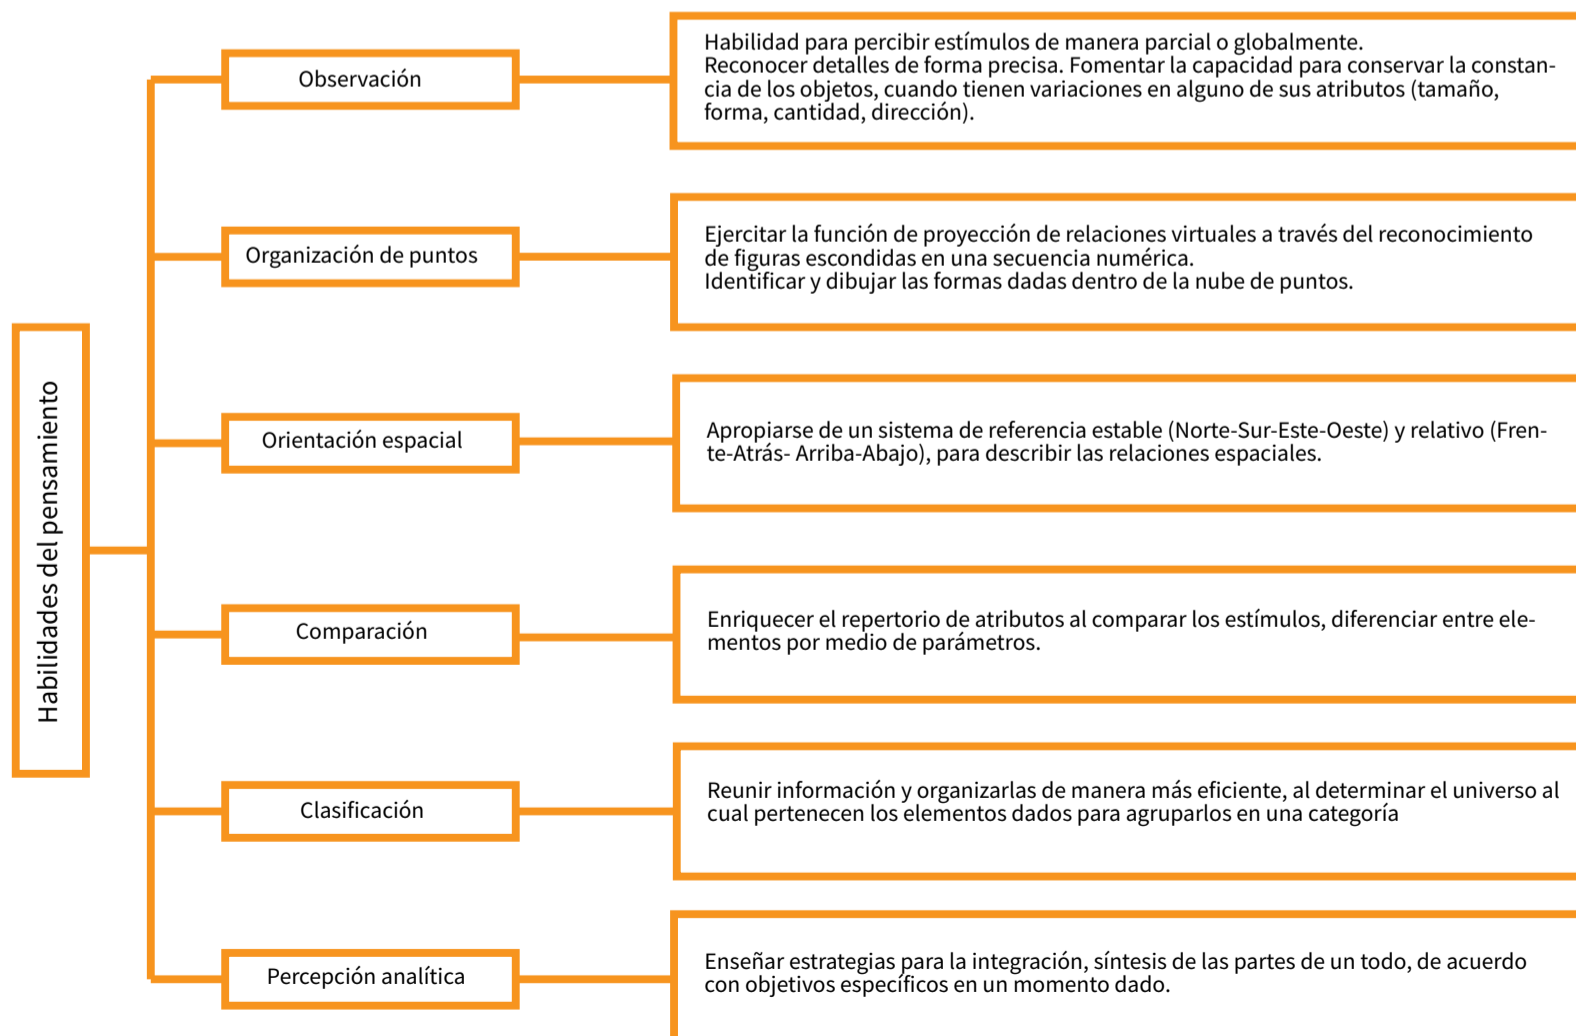 Habilidades del pensamiento
Observación
Habilidad para percibir estímulos de manera parcial o globalmente.
Reconocer detalles de forma precisa. Fomentar la capacidad para conservar la constan-
cia de los objetos, cuando tienen variaciones en alguno de sus atributos (tamaño,
forma, cantidad, dirección).
Organización de puntos
Ejercitar la función de proyección de relaciones virtuales a través del reconocimiento
de figuras escondidas en una secuencia numérica.
Identificar y dibujar las formas dadas dentro de la nube de puntos.
Orientación espacial
Apropiarse de un sistema de referencia estable (Norte-Sur-Este-Oeste) y relativo (Fren-
te-Atrás- Arriba-Abajo), para describir las relaciones espaciales.
Comparación
Enriquecer el repertorio de atributos al comparar los estímulos, diferenciar entre ele-
mentos por medio de parámetros.
Clasificación
Reunir información y organizarlas de manera más eficiente, al determinar el universo al
cual pertenecen los elementos dados para agruparlos en una categoría
Percepción analítica
Enseñar estrategias para la integración, síntesis de las partes de un todo, de acuerdo
con objetivos específicos en un momento dado.